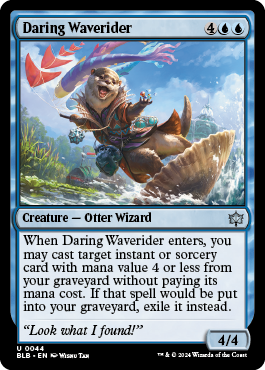 Daring Waverider 4
Creature — Otter Wizard
When Daring Waverider enters, you
may cast target instant or sorcery
card with mana value 4 or less from
your graveyard without paying its
mana cost. If that spell would be put
into your graveyard, exile it instead.
“Look what I found!”
4/4
U 0044
BLB • EN Wisnu Tan
™ & © 2024 Wizards of the Coast